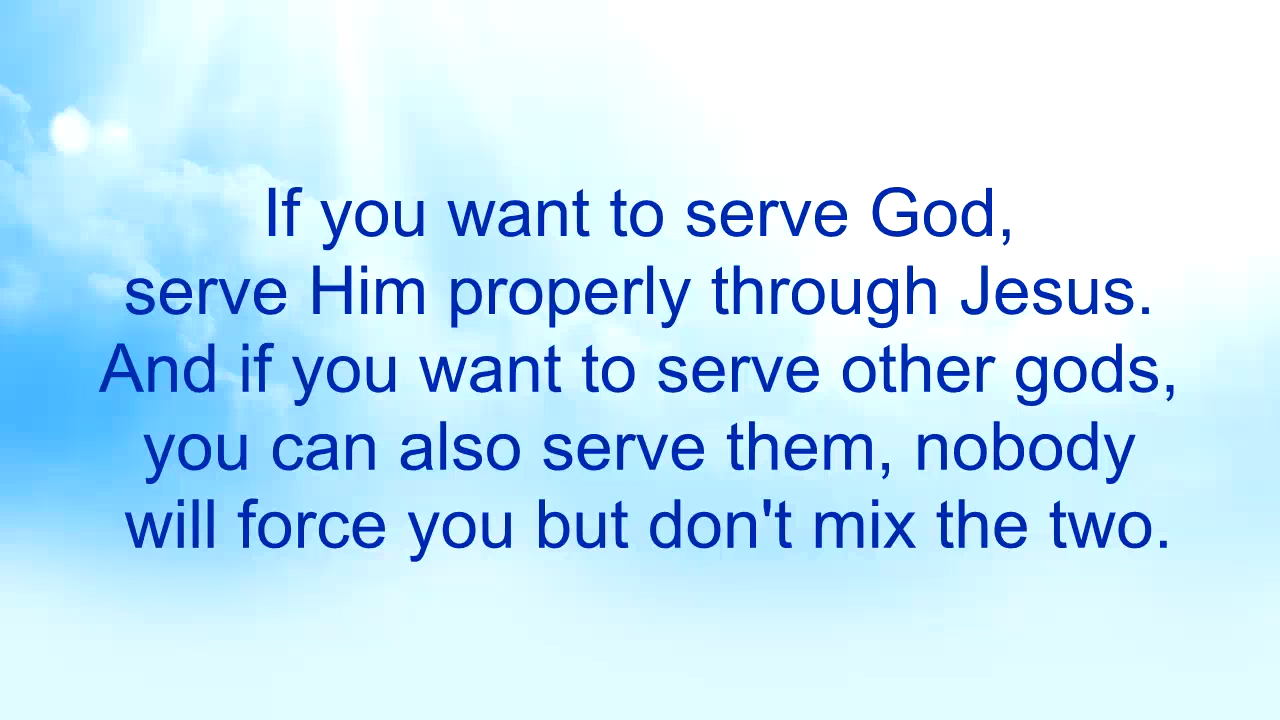 If you want to serve God,
serve Him properly through Jesus.
And if you want to serve other gods,
you can also serve them, nobody
will force you but don't mix the two.